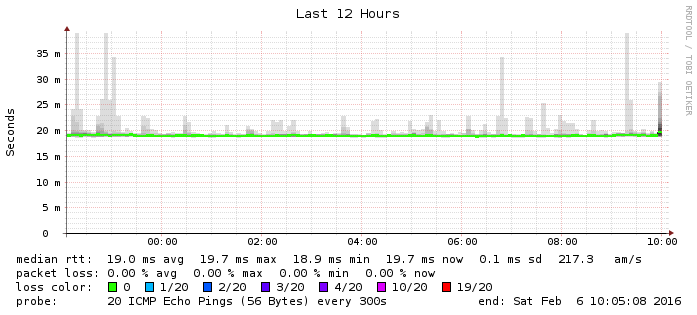 Last 12 Hours
RRDTOOL / TOBI OETIKER
Seconds
35 m
30 m
25 m
20 m
15 m
10 m
5 m
0
00:00 02:00 04:00 06:00 08:00 10:00
median rtt: 19.0 ms avg 19.7 ms max 18.9 ms min 19.7 ms now 0.1 ms sd 217.3 am/s
packet loss: 0.00 % avg 0.00 % max 0.00 % min 0.00 % now
loss color: 0 1/20 2/20 3/20 4/20 10/20 19/20
probe: 20 ICMP Echo Pings (56 Bytes) every 300s end: Sat Feb 6 10:05:08 2016